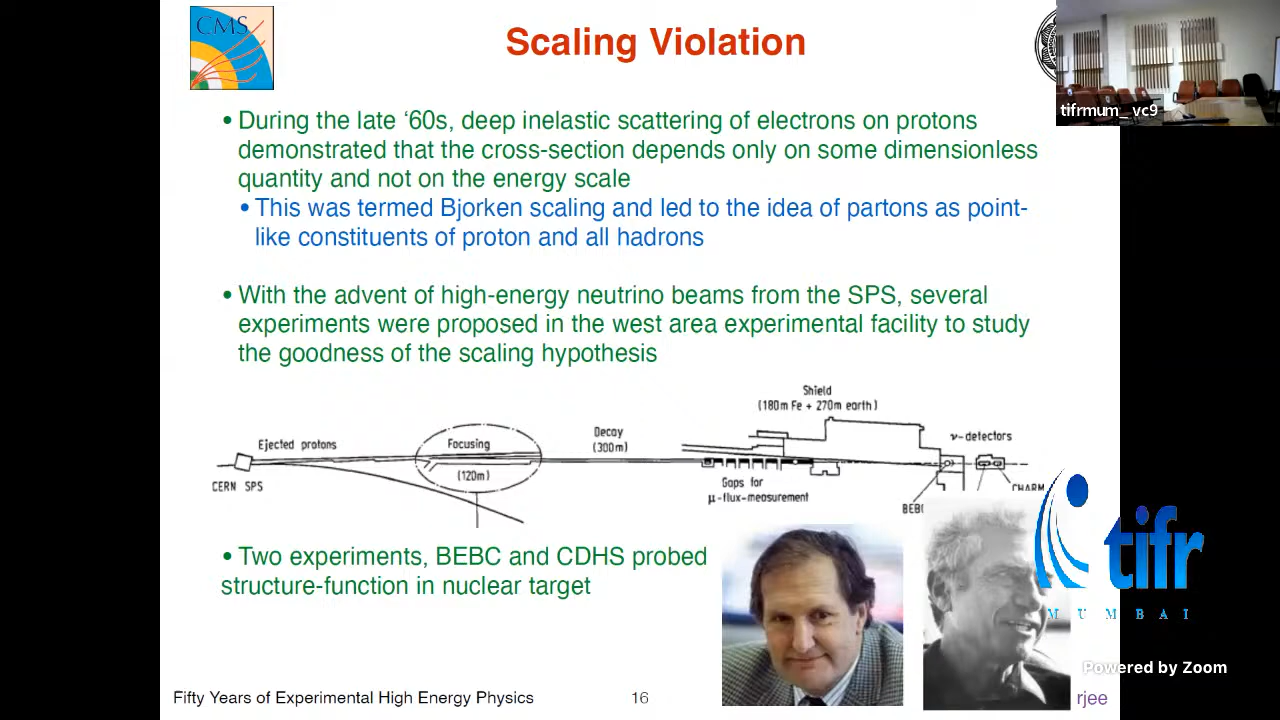 CMS
Scaling Violation
tifrmum_ vc9
• During the late ‘60s, deep inelastic scattering of electrons on protons
demonstrated that the cross-section depends only on some dimensionless
quantity and not on the energy scale
• This was termed Bjorken scaling and led to the idea of partons as point-
like constituents of proton and all hadrons
• With the advent of high-energy neutrino beams from the SPS, several
experiments were proposed in the west area experimental facility to study
the goodness of the scaling hypothesis
Shield
(180m Fe + 270m earth)
Ejected protons
Focusing
(120m)
Decay
(300m)
ν-detectors
CERN SPS
Gaps for
μ-flux-measurement
BEBC
CHARM
• Two experiments, BEBC and CDHS probed
structure-function in nuclear target
tifr
MUMBAI
Powered by Zoom
Fifty Years of Experimental High Energy Physics
16
rjee